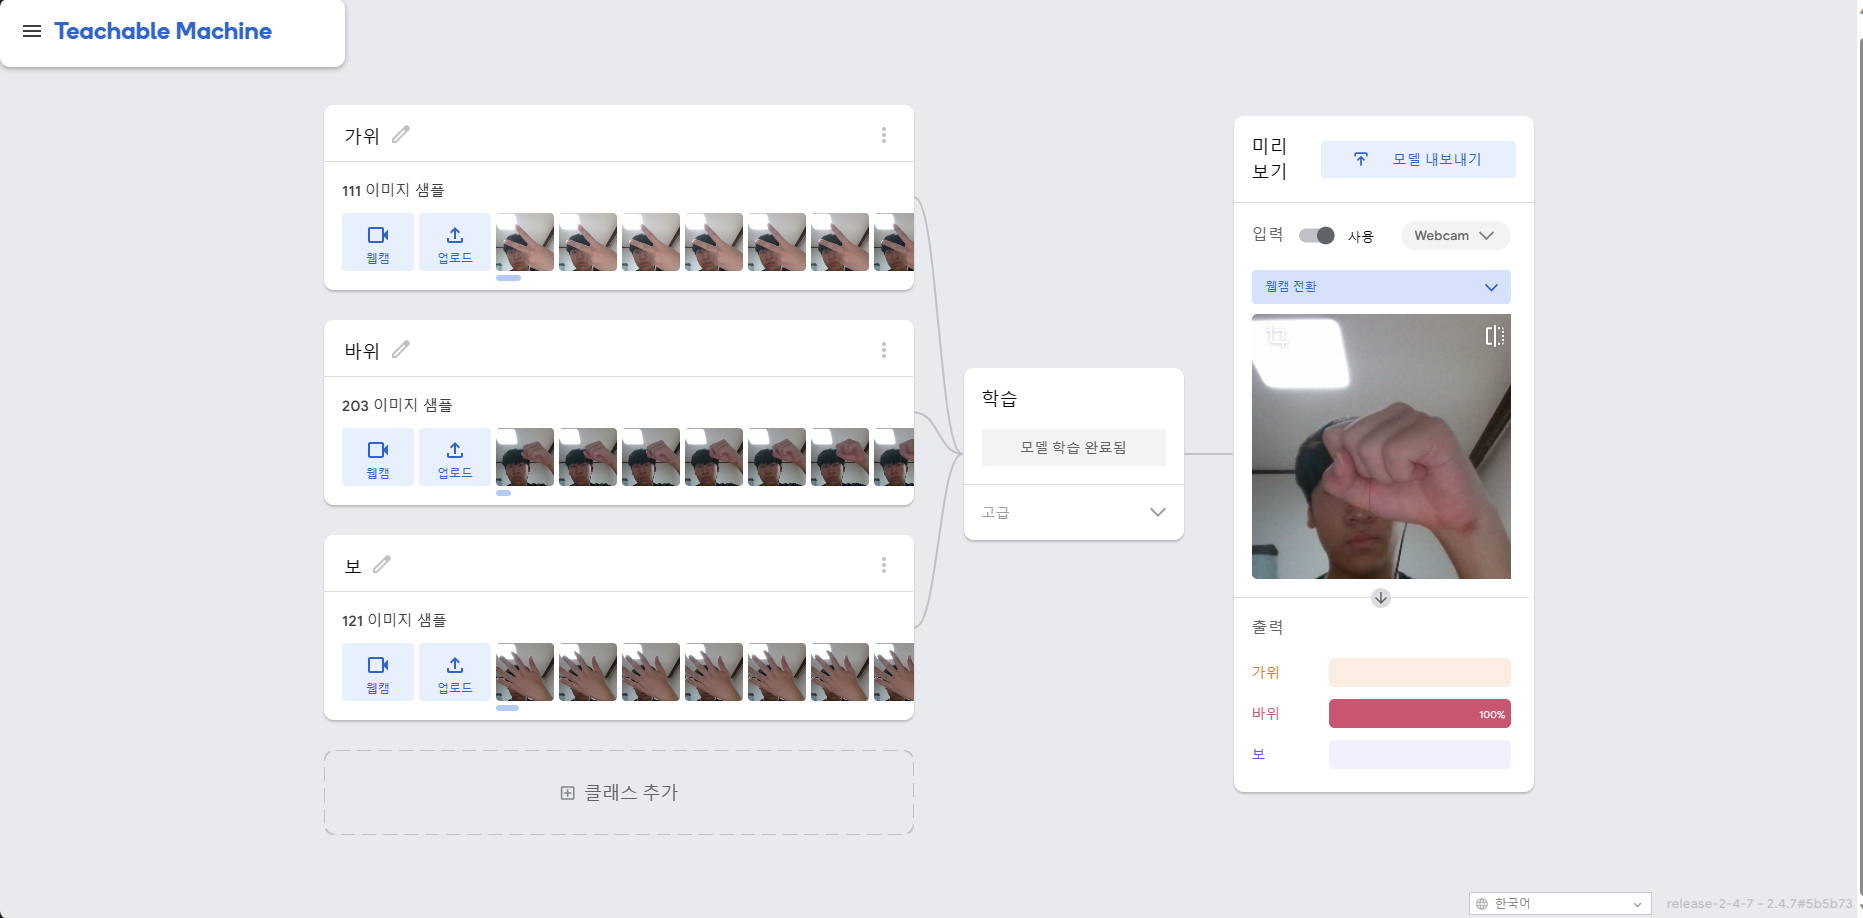 Teachable Machine
가위
111 이미지 샘플
웹캠
업로드
바위
203 이미지 샘플
웹캠
업로드
보
121 이미지 샘플
웹캠
업로드
클래스 추가
학습
모델 학습 완료됨
고급
미리
보기
모델 내보내기
입력
사용
Webcam
웹캠 전환
출력
가위
바위
100%
보
한국어
release-2-4-7 - 2.4.7#5b5b73